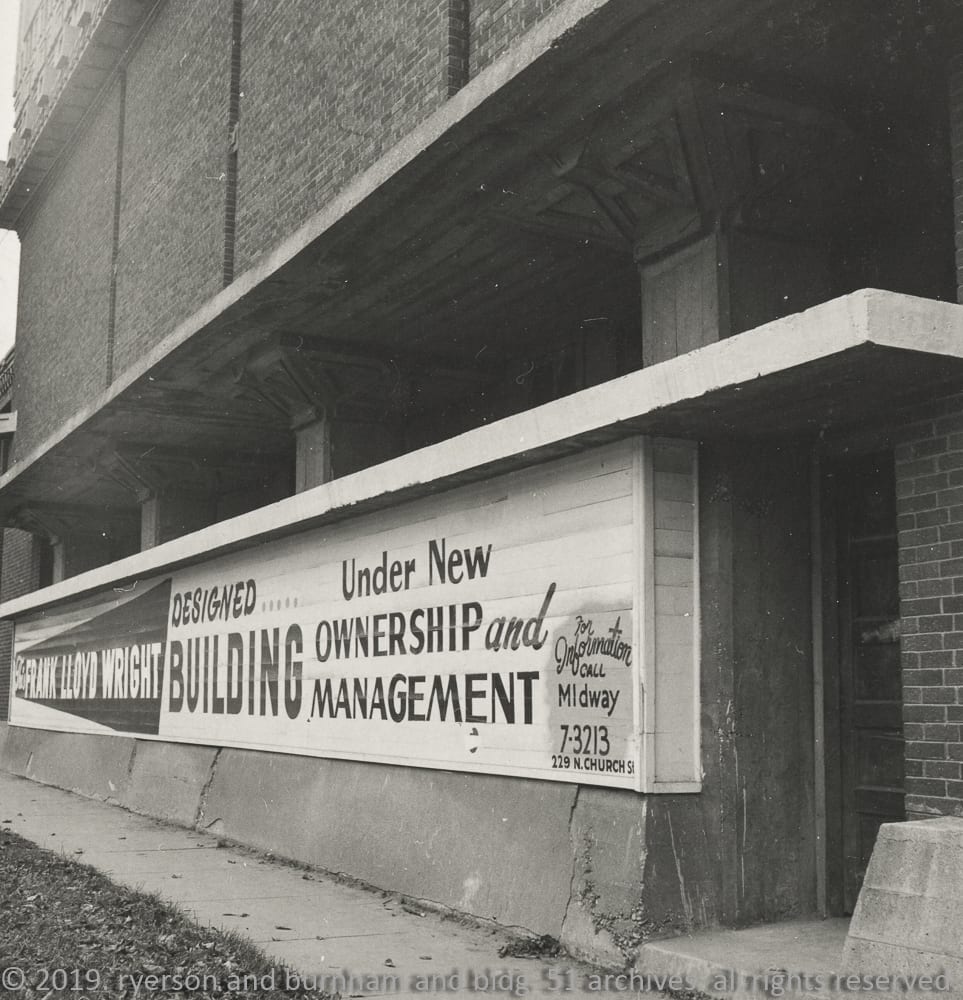 The FRANK LLOYD WRIGHT
DESIGNED .....
BUILDING
Under New
OWNERSHIP and
MANAGEMENT
For
Information
CALL
MIdway
7-3213
229 N. CHURCH St
© 2019. ryerson and burnham and bldg. 51 archives. all rights reserved.